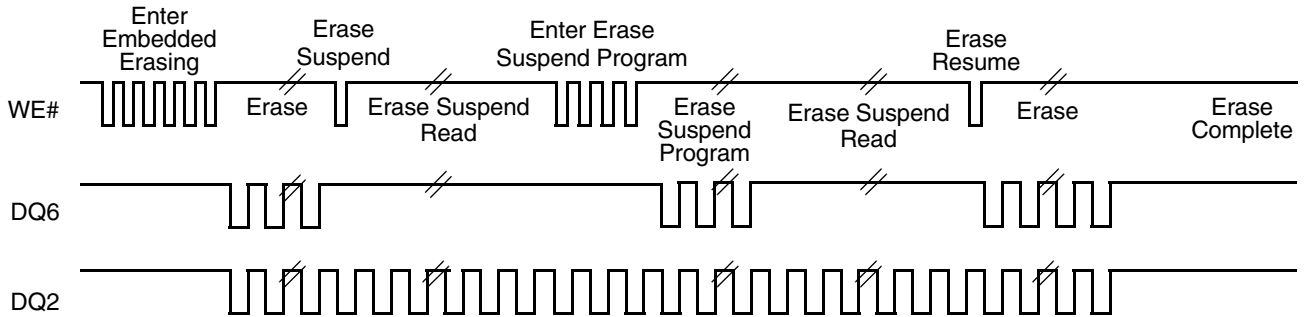 Enter
Embedded
Erasing
Erase
Suspend
Enter Erase
Suspend Program
Erase
Resume
WE#
Erase
Erase Suspend
Read
Erase
Suspend
Program
Erase Suspend
Read
Erase
Erase
Complete
DQ6
DQ2